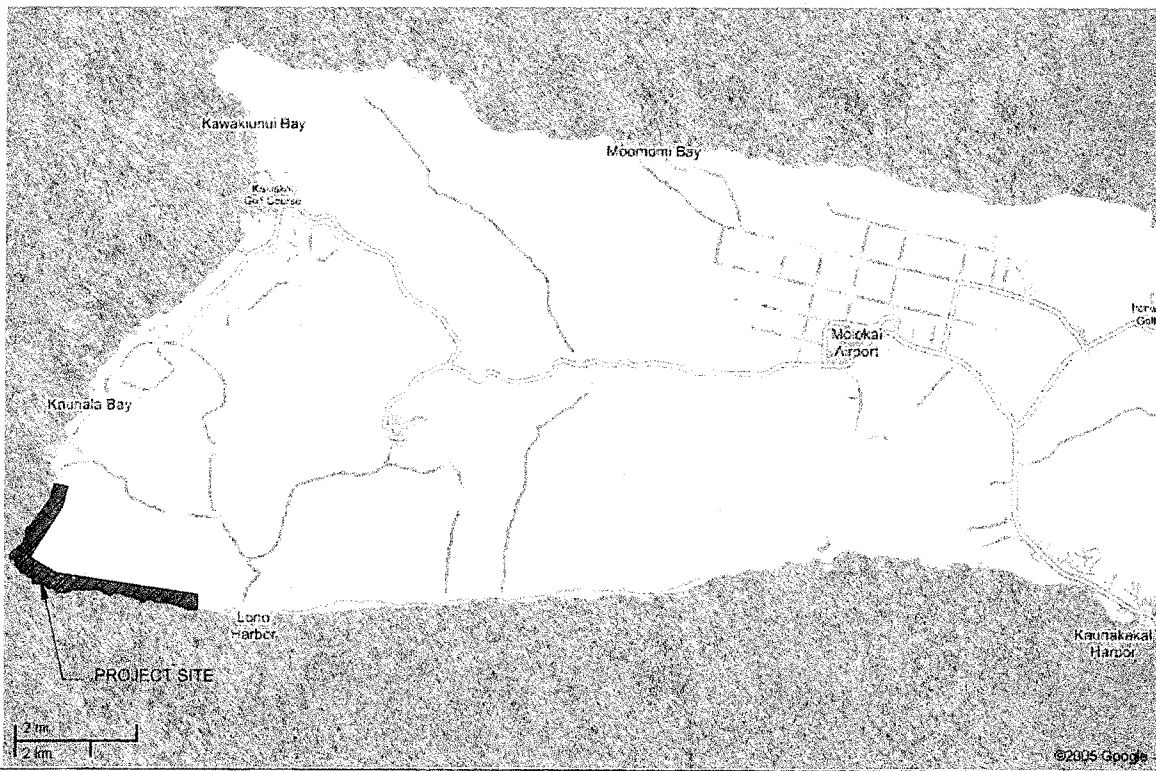 Kawakiunui Bay
Moomomi Bay
Golf Course
Molokai
Airport
Kaunala Bay
Lono
Harbor
Kaunakakai
Harbor
PROJECT SITE
2 mi
2 km
©2005 Google